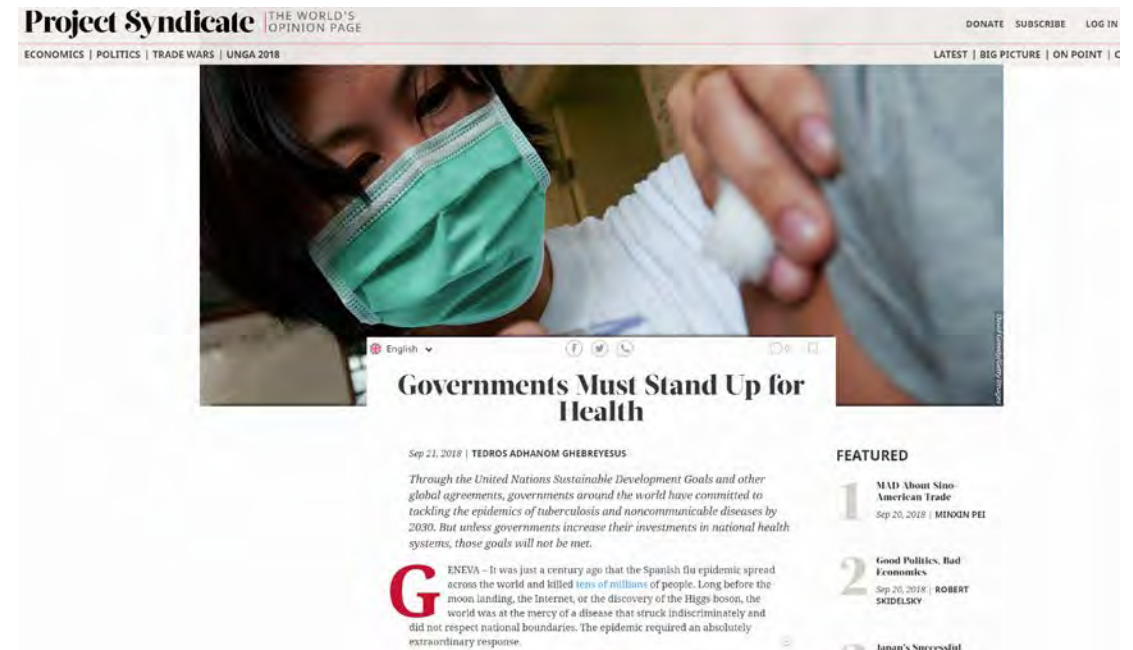 Project Syndicate
THE WORLD'S
OPINION PAGE
DONATE SUBSCRIBE LOG IN
ECONOMICS | POLITICS | TRADE WARS | UNGA 2018
LATEST | BIG PICTURE | ON POINT |
English
0
Governments Must Stand Up for
Health
Sep 21, 2018 | TEDROS ADHANOM GHEBREYESUS
Through the United Nations Sustainable Development Goals and other
global agreements, governments around the world have committed to
tackling the epidemics of tuberculosis and noncommunicable diseases by
2030. But unless governments increase their investments in national health
systems, those goals will not be met.
GENEVA – It was just a century ago that the Spanish flu epidemic spread
across the world and killed tens of millions of people. Long before the
moon landing, the Internet, or the discovery of the Higgs boson, the
world was at the mercy of a disease that struck indiscriminately and
did not respect national boundaries. The epidemic required an absolutely
extraordinary response.
FEATURED
1
MAD About Sino-
American Trade
Sep 20, 2018 | MINXIN PEI
2
Good Politics, Bad
Economics
Sep 20, 2018 | ROBERT
SKIDELSKY
Japan's Successful